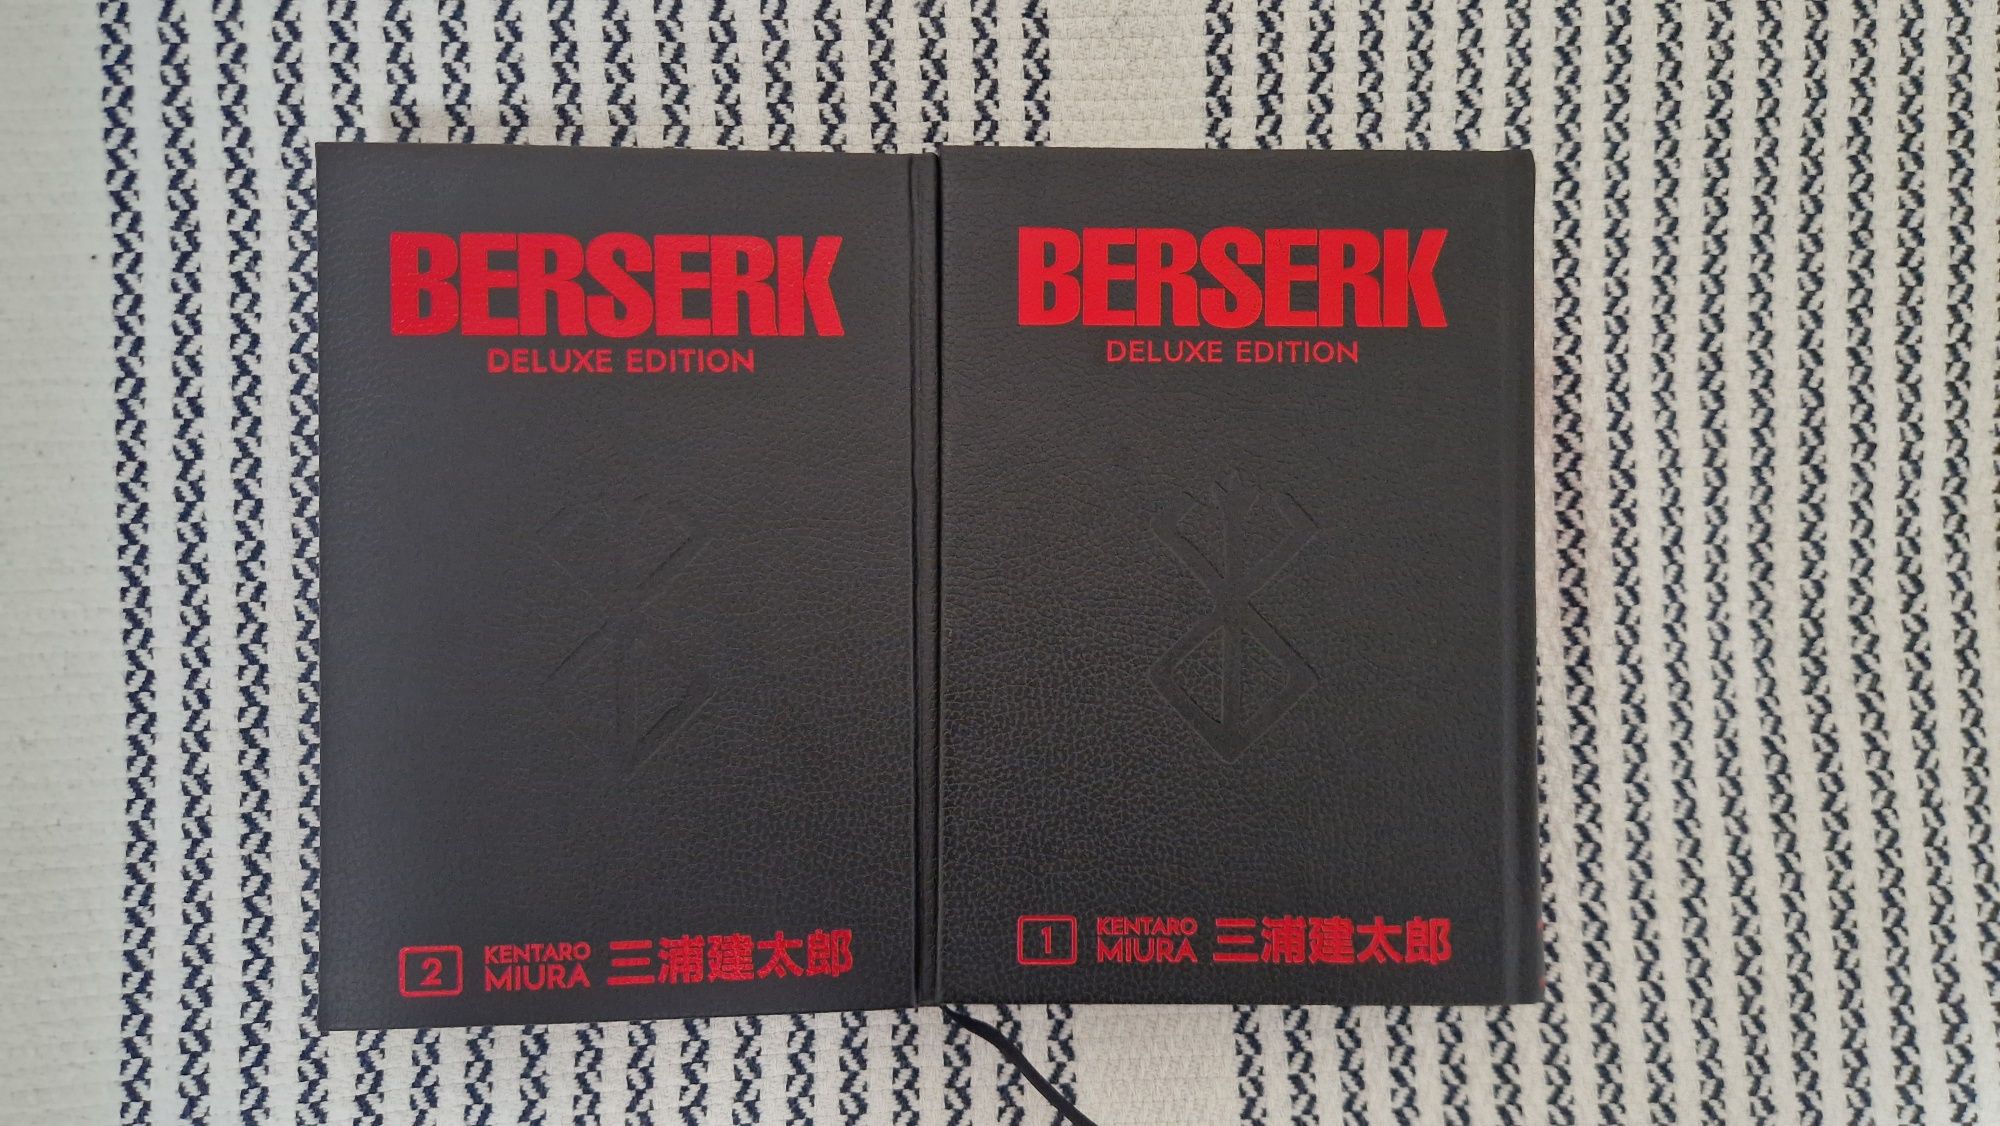 BERSERK
DELUXE EDITION
2
KENTARO
MIURA
三浦建太郎
BERSERK
DELUXE EDITION
1
KENTARO
MIURA
三浦建太郎